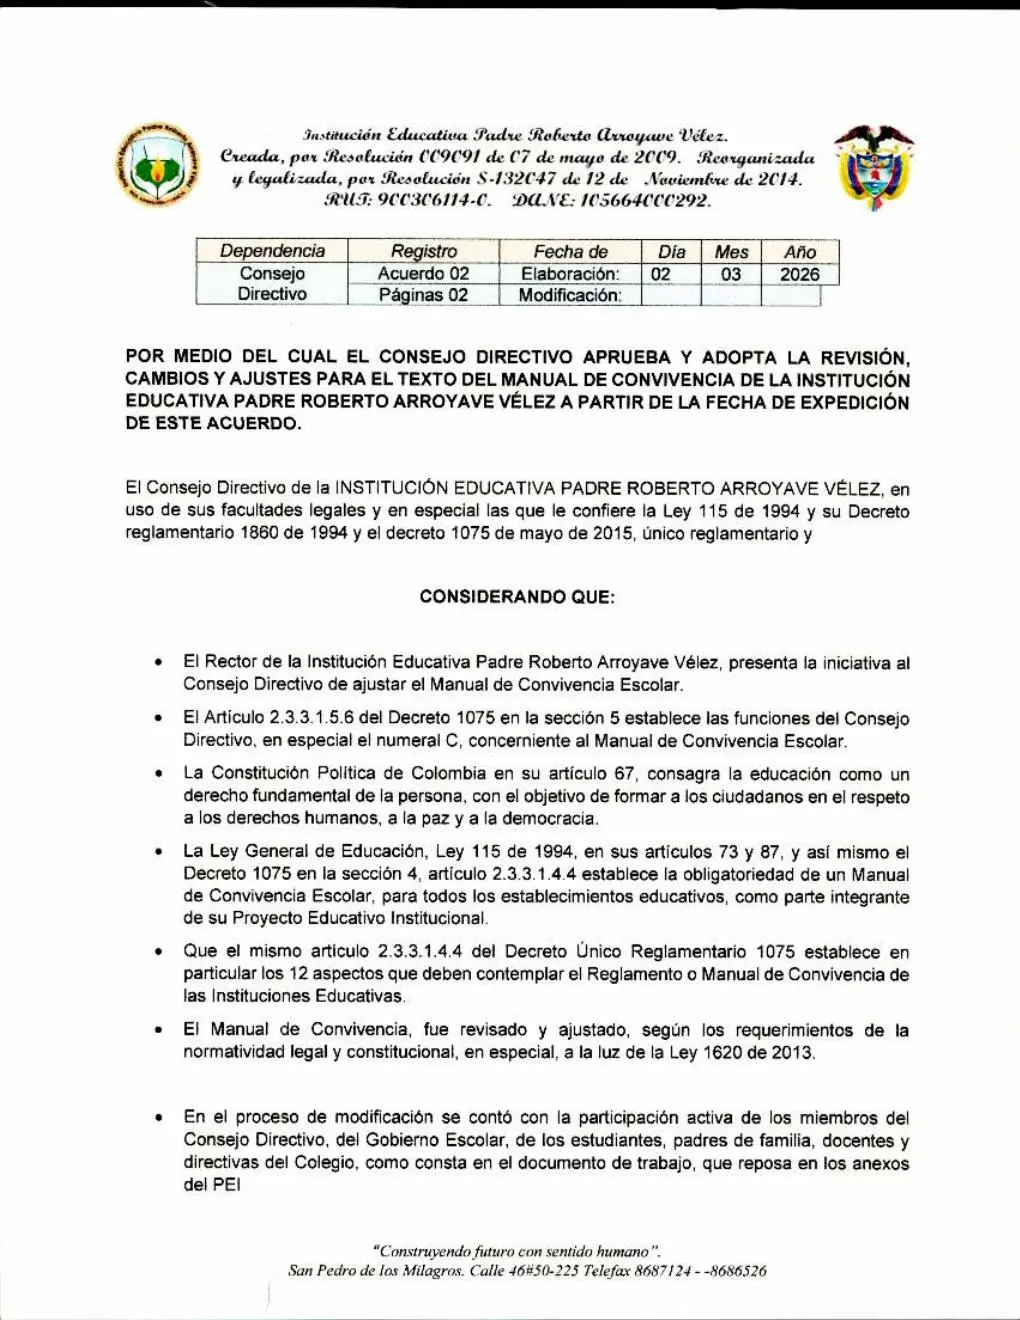 Institución Educativa Padre Roberto Arroyave Vélez.
Creada, por Resolución 009091 de 07 de mayo de 2009. Reorganizada
y legalizada, por Resolución S-132047 de 12 de Noviembre de 2014.
RUT: 900306114-0. DANE: 105664000292.
Dependencia Registro Fecha de Día Mes Año
Consejo Acuerdo 02 Elaboración: 02 03 2026
Directivo Páginas 02 Modificación:
POR MEDIO DEL CUAL EL CONSEJO DIRECTIVO APRUEBA Y ADOPTA LA REVISIÓN,
CAMBIOS Y AJUSTES PARA EL TEXTO DEL MANUAL DE CONVIVENCIA DE LA INSTITUCIÓN
EDUCATIVA PADRE ROBERTO ARROYAVE VÉLEZ A PARTIR DE LA FECHA DE EXPEDICIÓN
DE ESTE ACUERDO.
El Consejo Directivo de la INSTITUCIÓN EDUCATIVA PADRE ROBERTO ARROYAVE VÉLEZ, en
uso de sus facultades legales y en especial las que le confiere la Ley 115 de 1994 y su Decreto
reglamentario 1860 de 1994 y el decreto 1075 de mayo de 2015, único reglamentario y
CONSIDERANDO QUE:
• El Rector de la Institución Educativa Padre Roberto Arroyave Vélez, presenta la iniciativa al
Consejo Directivo de ajustar el Manual de Convivencia Escolar.
• El Artículo 2.3.3.1.5.6 del Decreto 1075 en la sección 5 establece las funciones del Consejo
Directivo, en especial el numeral C, concerniente al Manual de Convivencia Escolar.
• La Constitución Política de Colombia en su artículo 67, consagra la educación como un
derecho fundamental de la persona, con el objetivo de formar a los ciudadanos en el respeto
a los derechos humanos, a la paz y a la democracia.
• La Ley General de Educación, Ley 115 de 1994, en sus artículos 73 y 87, y así mismo el
Decreto 1075 en la sección 4, artículo 2.3.3.1.4.4 establece la obligatoriedad de un Manual
de Convivencia Escolar, para todos los establecimientos educativos, como parte integrante
de su Proyecto Educativo Institucional.
• Que el mismo artículo 2.3.3.1.4.4 del Decreto Único Reglamentario 1075 establece en
particular los 12 aspectos que deben contemplar el Reglamento o Manual de Convivencia de
las Instituciones Educativas.
• El Manual de Convivencia, fue revisado y ajustado, según los requerimientos de la
normatividad legal y constitucional, en especial, a la luz de la Ley 1620 de 2013.
• En el proceso de modificación se contó con la participación activa de los miembros del
Consejo Directivo, del Gobierno Escolar, de los estudiantes, padres de familia, docentes y
directivas del Colegio, como consta en el documento de trabajo, que reposa en los anexos
del PEI
"Construyendo futuro con sentido humano".
San Pedro de los Milagros. Calle 46#50-225 Telefax 8687124 - -8686526